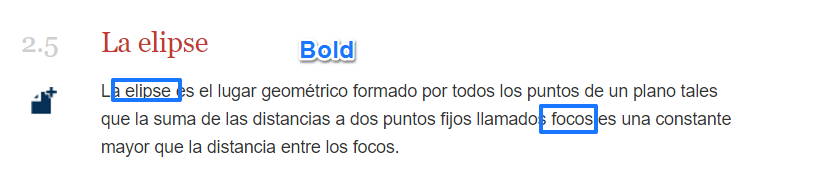 2.5 La elipse Bold
La elipse es el lugar geométrico formado por todos los puntos de un plano tales
que la suma de las distancias a dos puntos fijos llamados focos es una constante
mayor que la distancia entre los focos.